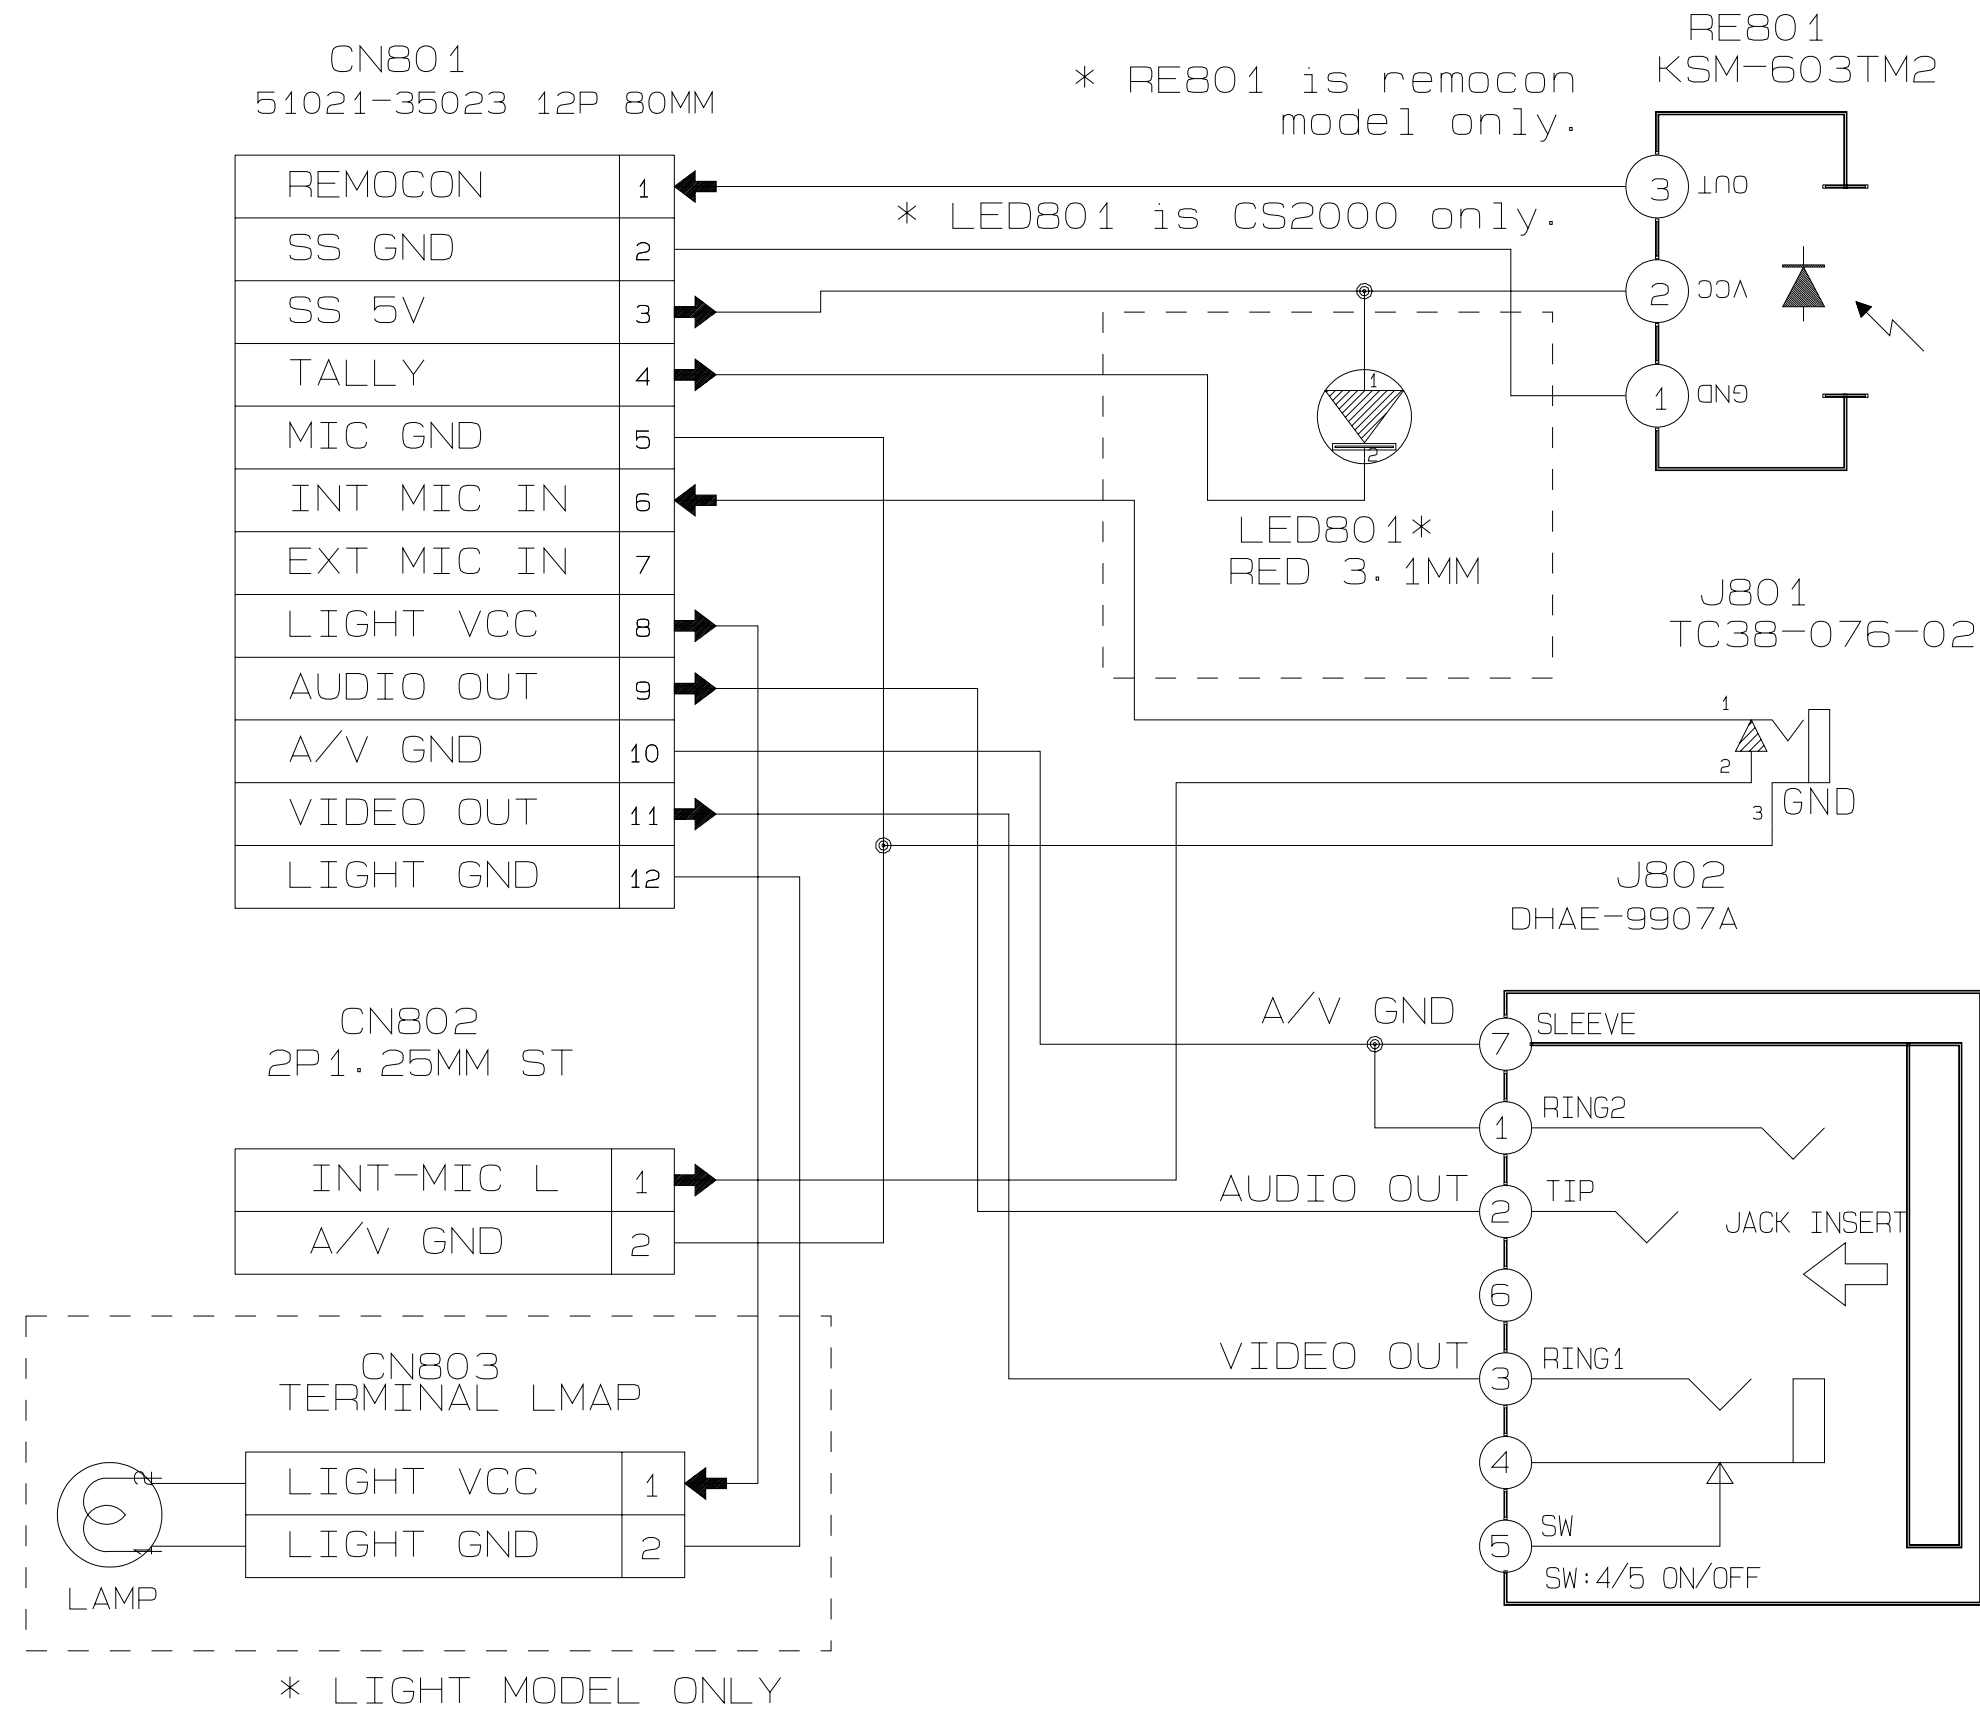 CN801
51021-35023 12P 80MM
REMOCON 1
SS GND 2
SS 5V 3
TALLY 4
MIC GND 5
INT MIC IN 6
EXT MIC IN 7
LIGHT VCC 8
AUDIO OUT 9
A/V GND 10
VIDEO OUT 11
LIGHT GND 12
RE801
KSM-603TM2
* RE801 is remocon
model only.
3 OUT
2 VCC
1 GND
* LED801 is CS2000 only.
1
2
LED801*
RED 3.1MM
J801
TC38-076-02
1
2
3 GND
J802
DHAE-9907A
A/V GND 7 SLEEVE
1 RING2
AUDIO OUT 2 TIP
JACK INSERT
6
VIDEO OUT 3 RING1
4
5 SW
SW:4/5 ON/OFF
CN802
2P1.25MM ST
INT-MIC L 1
A/V GND 2
CN803
TERMINAL LMAP
2 LIGHT VCC 1
1 LIGHT GND 2
LAMP
* LIGHT MODEL ONLY